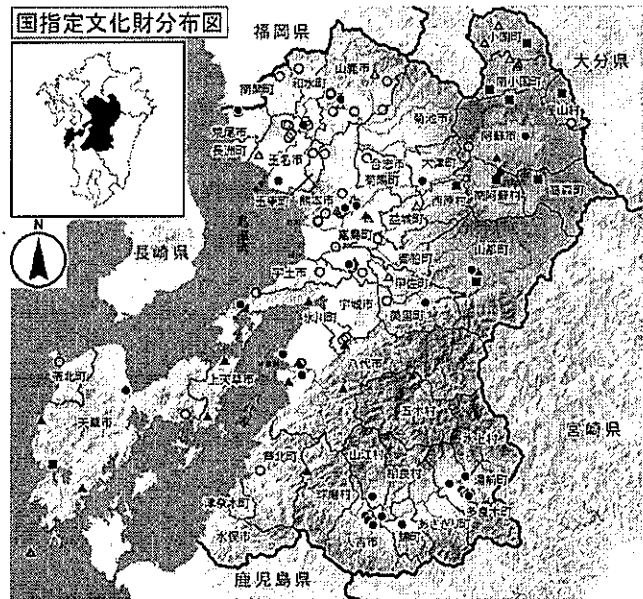 国指定文化財分布図
福岡県
大分県
小国町
南小国町
産山村
山鹿市
和水町
南関町
荒尾市
長洲町
玉名市
玉東町
菊池市
阿蘇市
合志市
大津町
菊陽町
熊本市
西原村
南阿蘇村
高森町
益城町
嘉島町
御船町
山都町
N
長崎県
宇土市
甲佐町
宇城市
美里町
氷川町
八代市
上天草市
苓北町
天草市
五木村
水上村
宮崎県
芦北町
山江村
相良村
湯前町
球磨村
多良木町
津奈木町
あさぎり町
錦町
人吉市
水俣市
鹿児島県